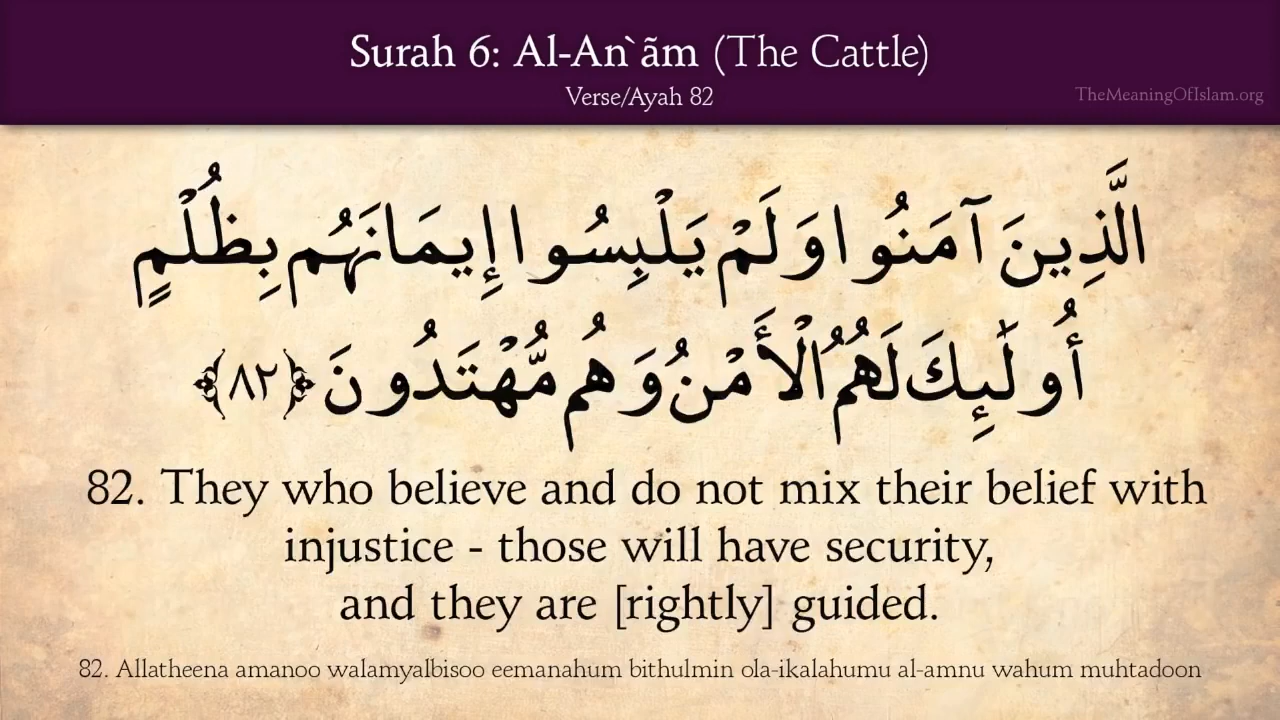 Surah 6: Al-An`ãm (The Cattle)
Verse/Ayah 82
TheMeaningOfIslam.org
الَّذِينَ آمَنُوا وَلَمْ يَلْبِسُوا إِيمَانَهُم بِظُلْمٍ
أُولَٰئِكَ لَهُمُ الْأَمْنُ وَهُم مُّهْتَدُونَ ﴿٨٢﴾
82. They who believe and do not mix their belief with
injustice - those will have security,
and they are [rightly] guided.
82. Allatheena amanoo walamyalbisoo eemanahum bithulmin ola-ikalahumu al-amnu wahum muhtadoon